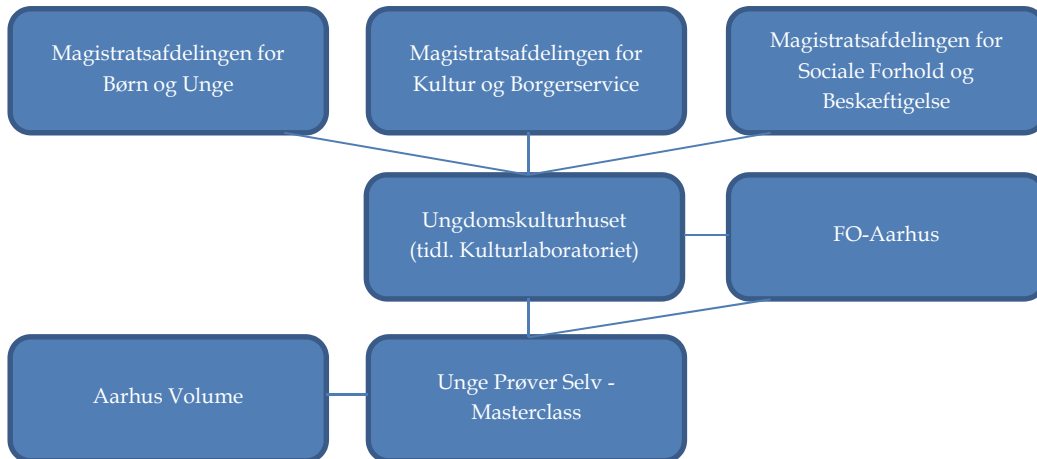 Magistratsafdelingen for
Børn og Unge
Magistratsafdelingen for
Kultur og Borgerservice
Magistratsafdelingen for
Sociale Forhold og
Beskæftigelse
Ungdomskulturhuset
(tidl. Kulturlaboratoriet)
FO-Aarhus
Aarhus Volume
Unge Prøver Selv -
Masterclass